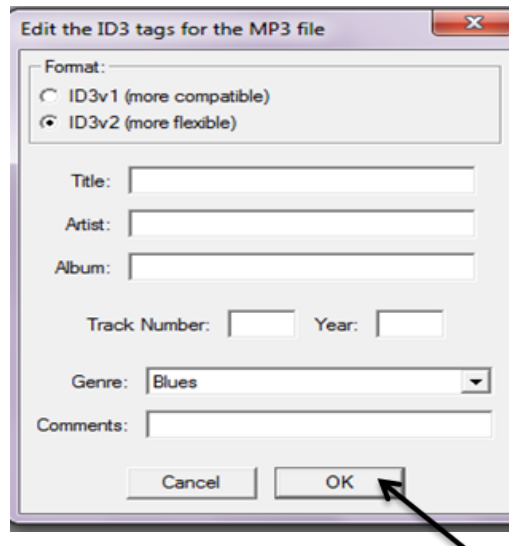 Edit the ID3 tags for the MP3 file
Format:
ID3v1 (more compatible)
ID3v2 (more flexible)
Title:
Artist:
Album:
Track Number: Year:
Genre: Blues
Comments:
Cancel OK